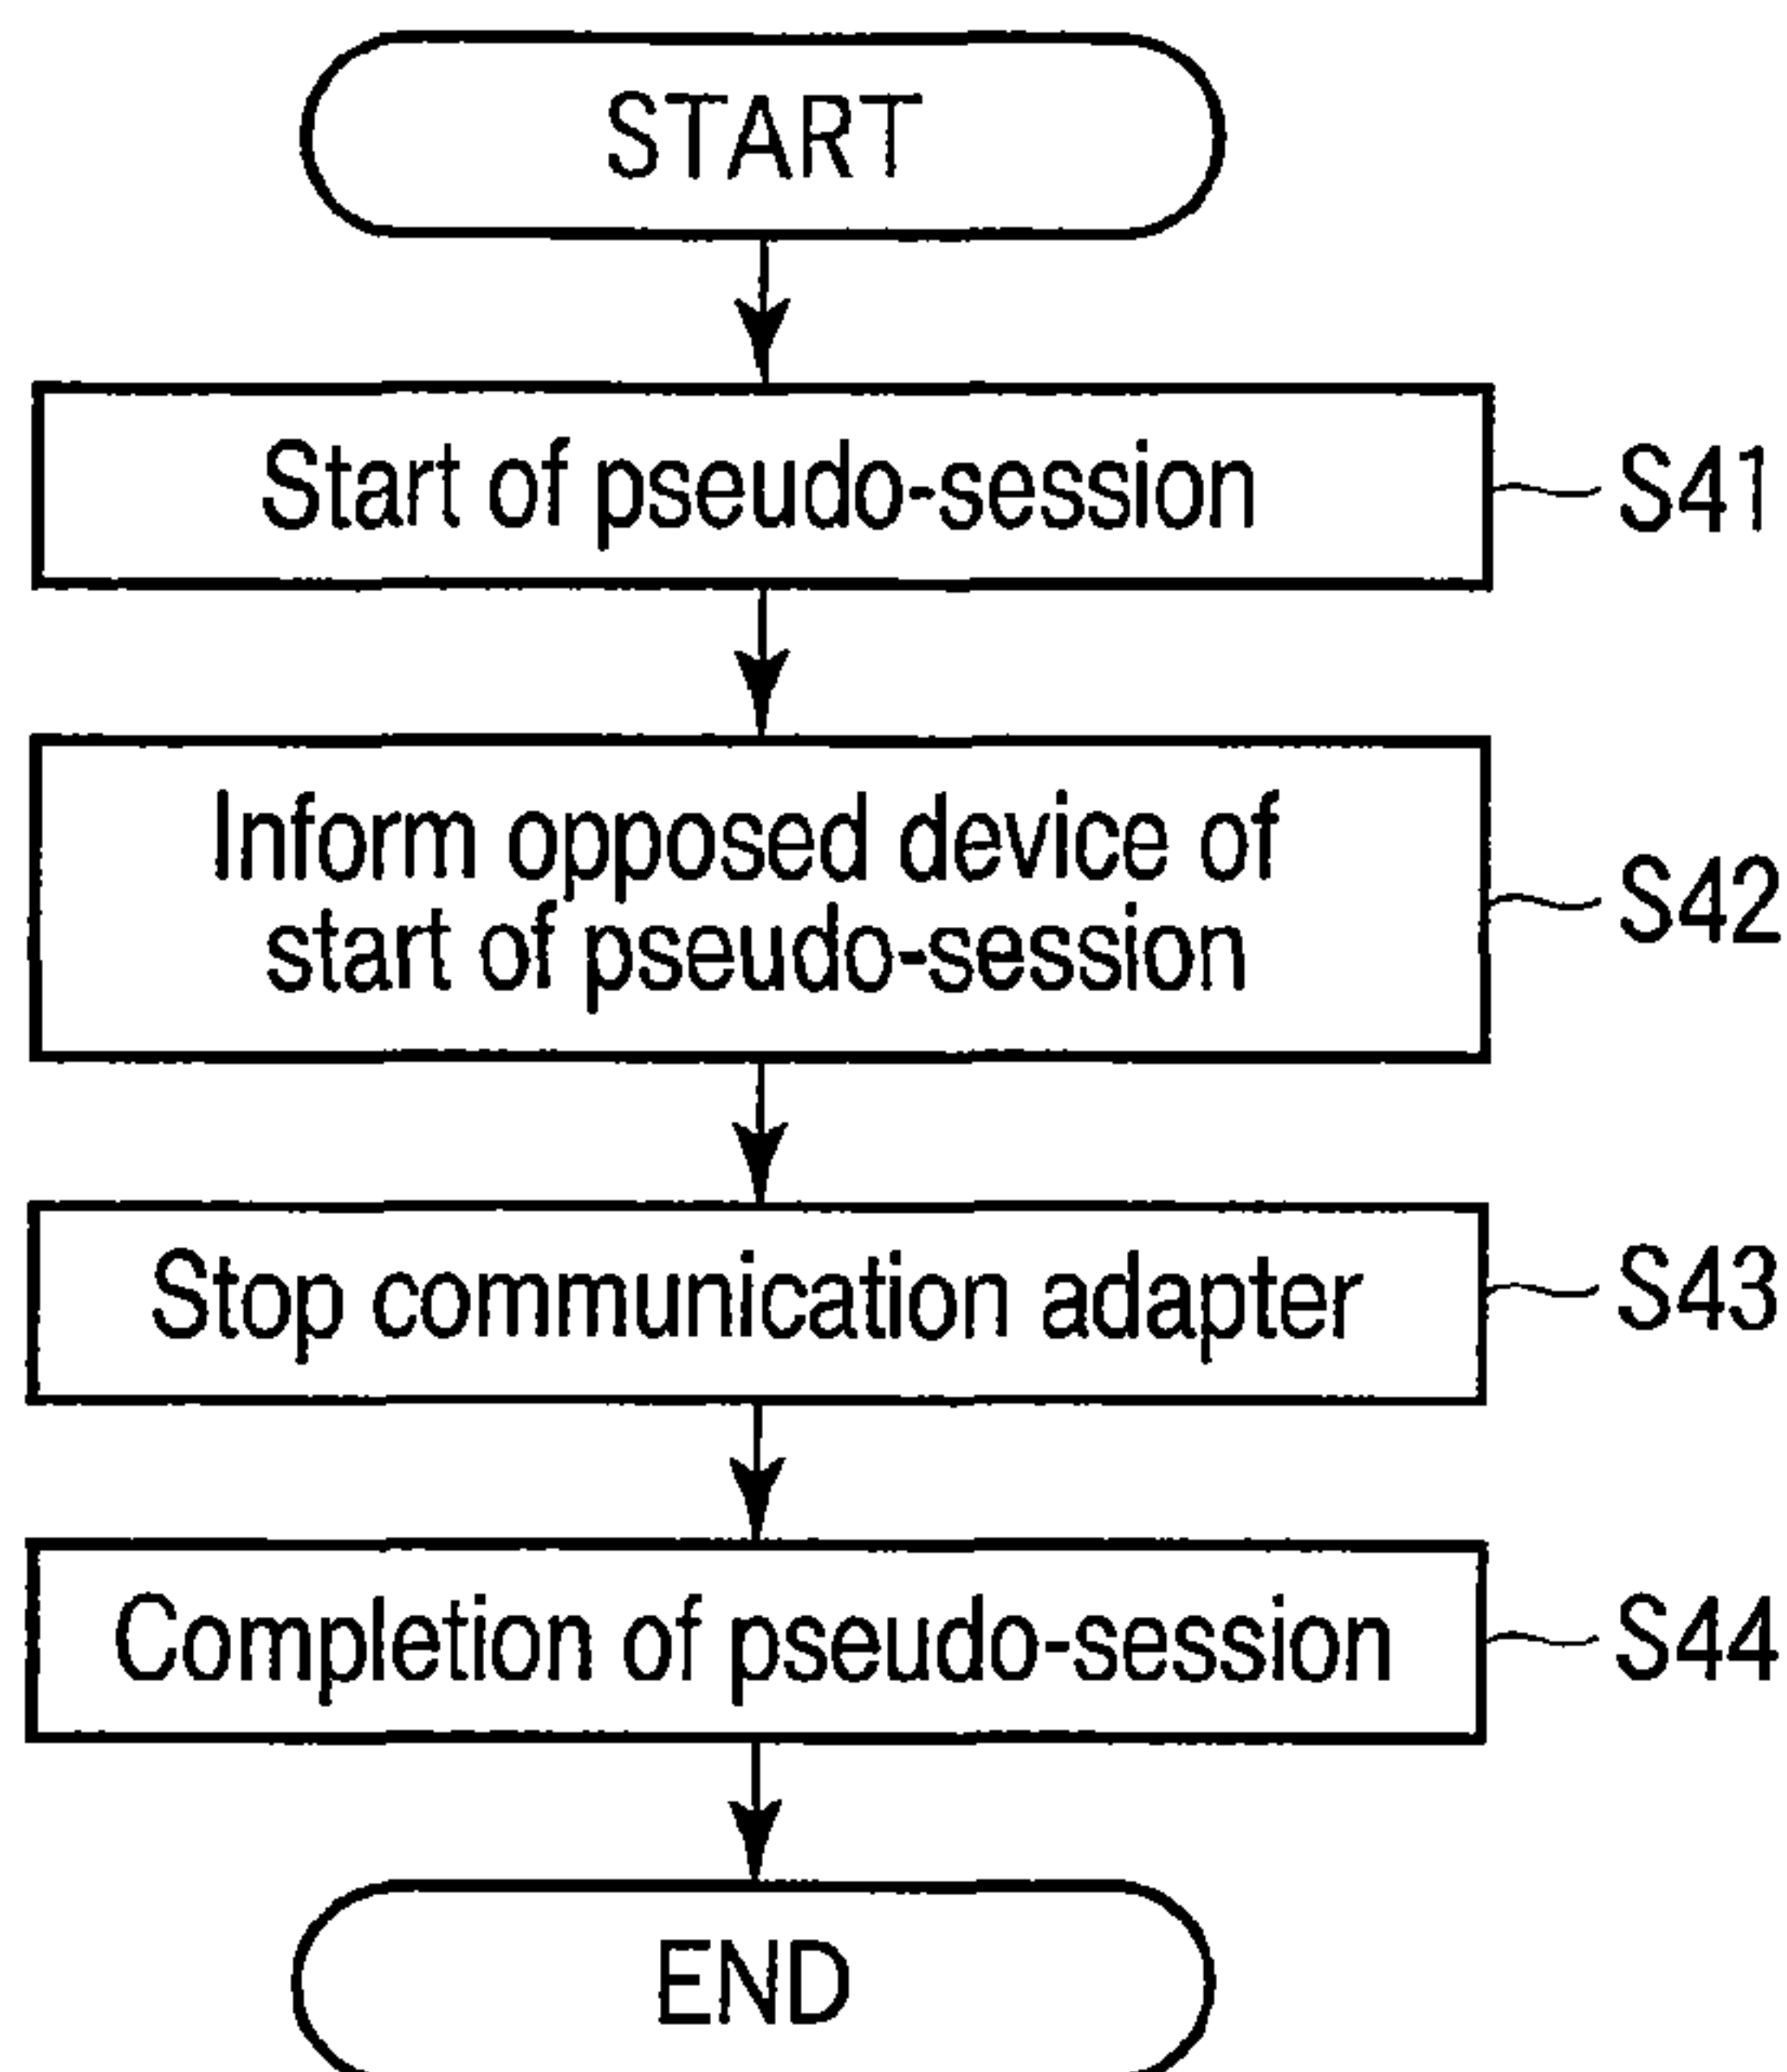 START
Start of pseudo-session
S41
Inform opposed device of
start of pseudo-session
S42
Stop communication adapter
S43
Completion of pseudo-session
S44
END